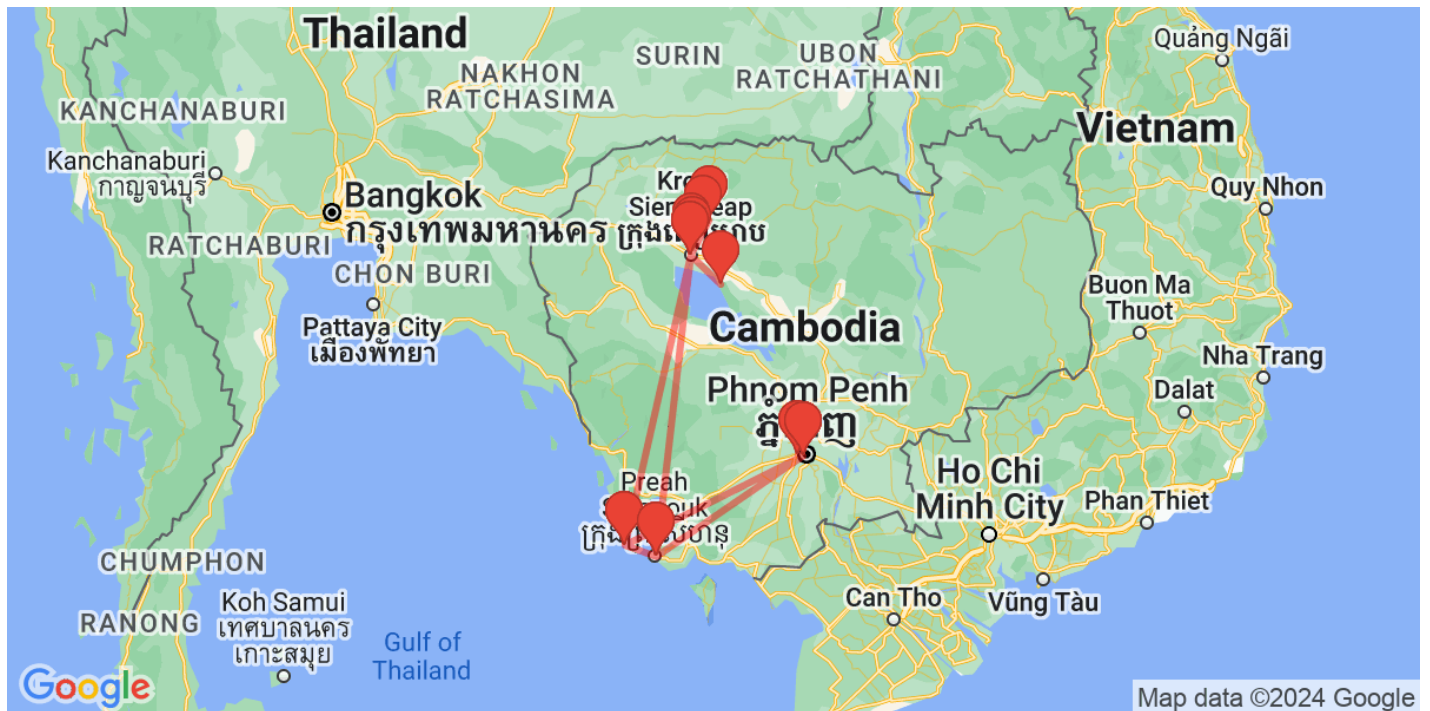 Thailand
SURIN
UBON
RATCHATHANI
Quảng Ngãi
NAKHON
RATCHASIMA
KANCHANABURI
Vietnam
Kanchanaburi
กาญจนบุรี
Bangkok
กรุงเทพมหานคร
Quy Nhon
RATCHABURI
CHON BURI
Pattaya City
เมืองพัทยา
Cambodia
Buon Ma
Thuot
Nha Trang
Dalat
Phnom Penh
Ho Chi
Minh City
Phan Thiet
Preah
CHUMPHON
RANONG
Koh Samui
เทศบาลนคร
เกาะสมุย
Can Tho
Vũng Tàu
Gulf of
Thailand
Google
Map data ©2024 Google